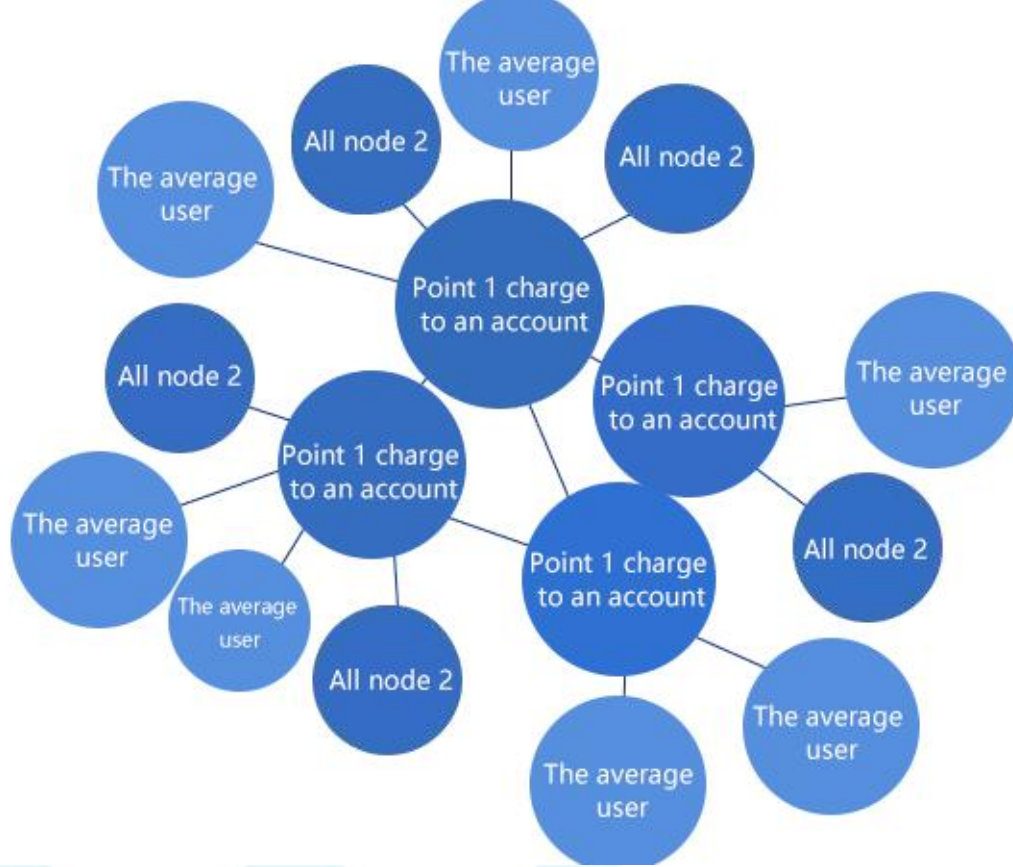 The average
user
All node 2
All node 2
The average
user
Point 1 charge
to an account
All node 2
Point 1 charge
to an account
The average
user
Point 1 charge
to an account
The average
user
All node 2
Point 1 charge
to an account
The average
user
All node 2
The average
user
The average
user